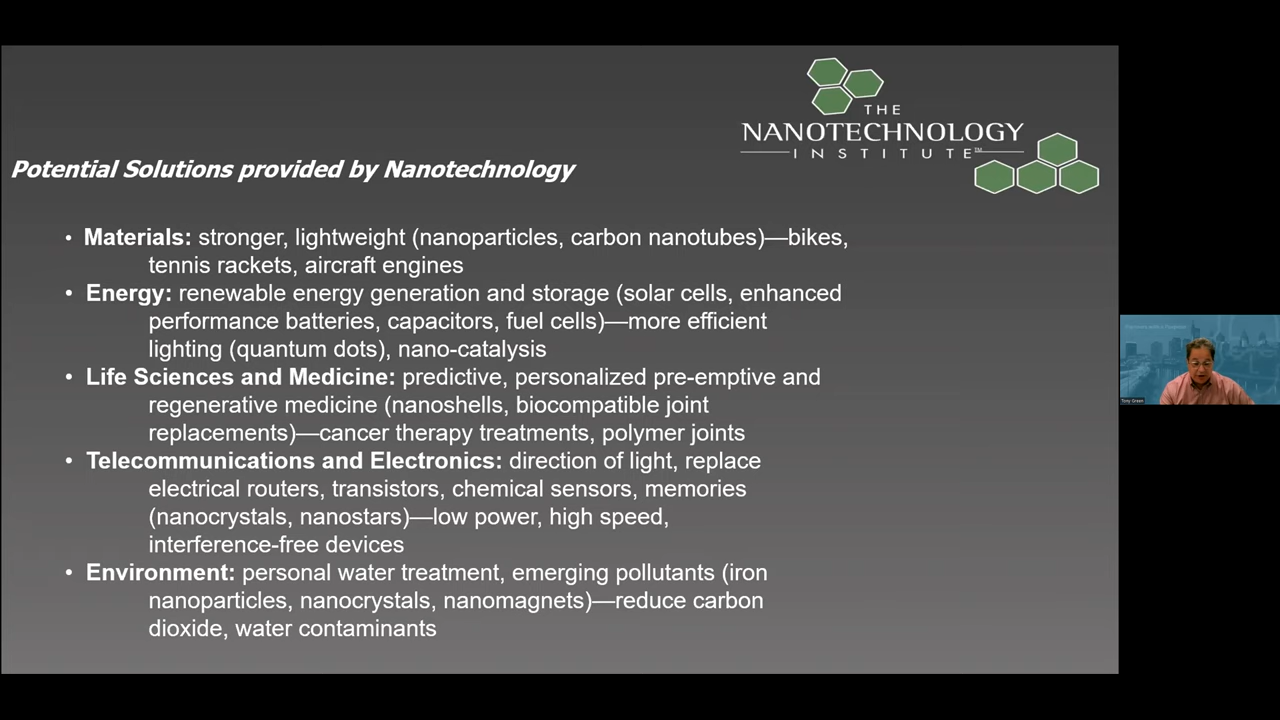 THE
NANOTECHNOLOGY
INSTITUTE™
Potential Solutions provided by Nanotechnology
• Materials: stronger, lightweight (nanoparticles, carbon nanotubes)—bikes,
tennis rackets, aircraft engines
• Energy: renewable energy generation and storage (solar cells, enhanced
performance batteries, capacitors, fuel cells)—more efficient
lighting (quantum dots), nano-catalysis
• Life Sciences and Medicine: predictive, personalized pre-emptive and
regenerative medicine (nanoshells, biocompatible joint
replacements)—cancer therapy treatments, polymer joints
• Telecommunications and Electronics: direction of light, replace
electrical routers, transistors, chemical sensors, memories
(nanocrystals, nanostars)—low power, high speed,
interference-free devices
• Environment: personal water treatment, emerging pollutants (iron
nanoparticles, nanocrystals, nanomagnets)—reduce carbon
dioxide, water contaminants
Tony Green